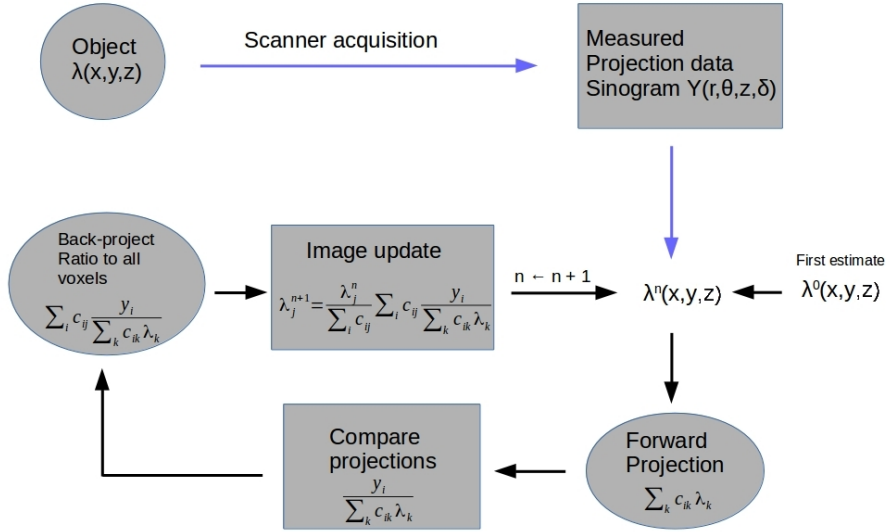 Object
λ(x,y,z)
Scanner acquisition
Measured
Projection data
Sinogram Y(r,θ,z,δ)
Back-project
Ratio to all
voxels
∑_i c_ij y_i / ∑_k c_ik λ_k
Image update
λ_j^{n+1} = λ_j^n / ∑_i c_ij ∑_i c_ij y_i / ∑_k c_ik λ_k
n ← n + 1
λⁿ(x,y,z)
First estimate
λ⁰(x,y,z)
Compare
projections
y_i / ∑_k c_ik λ_k
Forward
Projection
∑_k c_ik λ_k